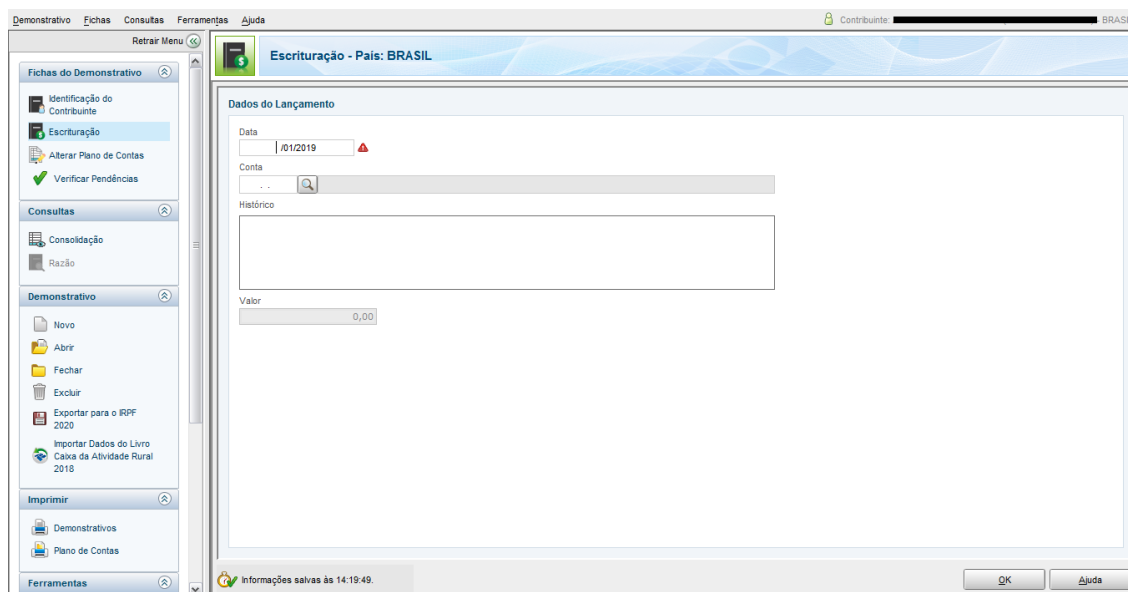 Demonstrativo Fichas Consultas Ferramentas Ajuda
Contribuinte: - BRASI
Retrair Menu
Fichas do Demonstrativo
Identificação do
Contribuinte
Escrituração
Alterar Plano de Contas
Verificar Pendências
Consultas
Consolidação
Razão
Demonstrativo
Novo
Abrir
Fechar
Excluir
Exportar para o IRPF
2020
Importar Dados do Livro
Caixa da Atividade Rural
2018
Imprimir
Demonstrativos
Plano de Contas
Ferramentas
Escrituração - País: BRASIL
Dados do Lançamento
Data
/01/2019
Conta
. .
Histórico
Valor
0,00
Informações salvas às 14:19:49.
OK Ajuda